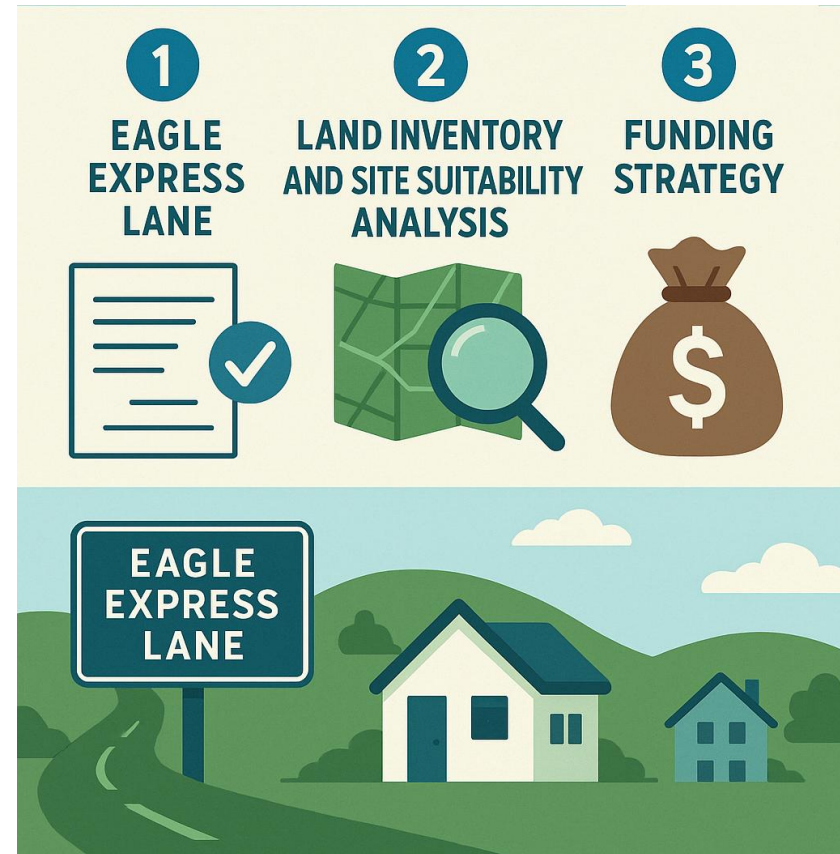 1
EAGLE
EXPRESS
LANE
2
LAND INVENTORY
AND SITE SUITABILITY
ANALYSIS
3
FUNDING
STRATEGY
$
EAGLE
EXPRESS
LANE